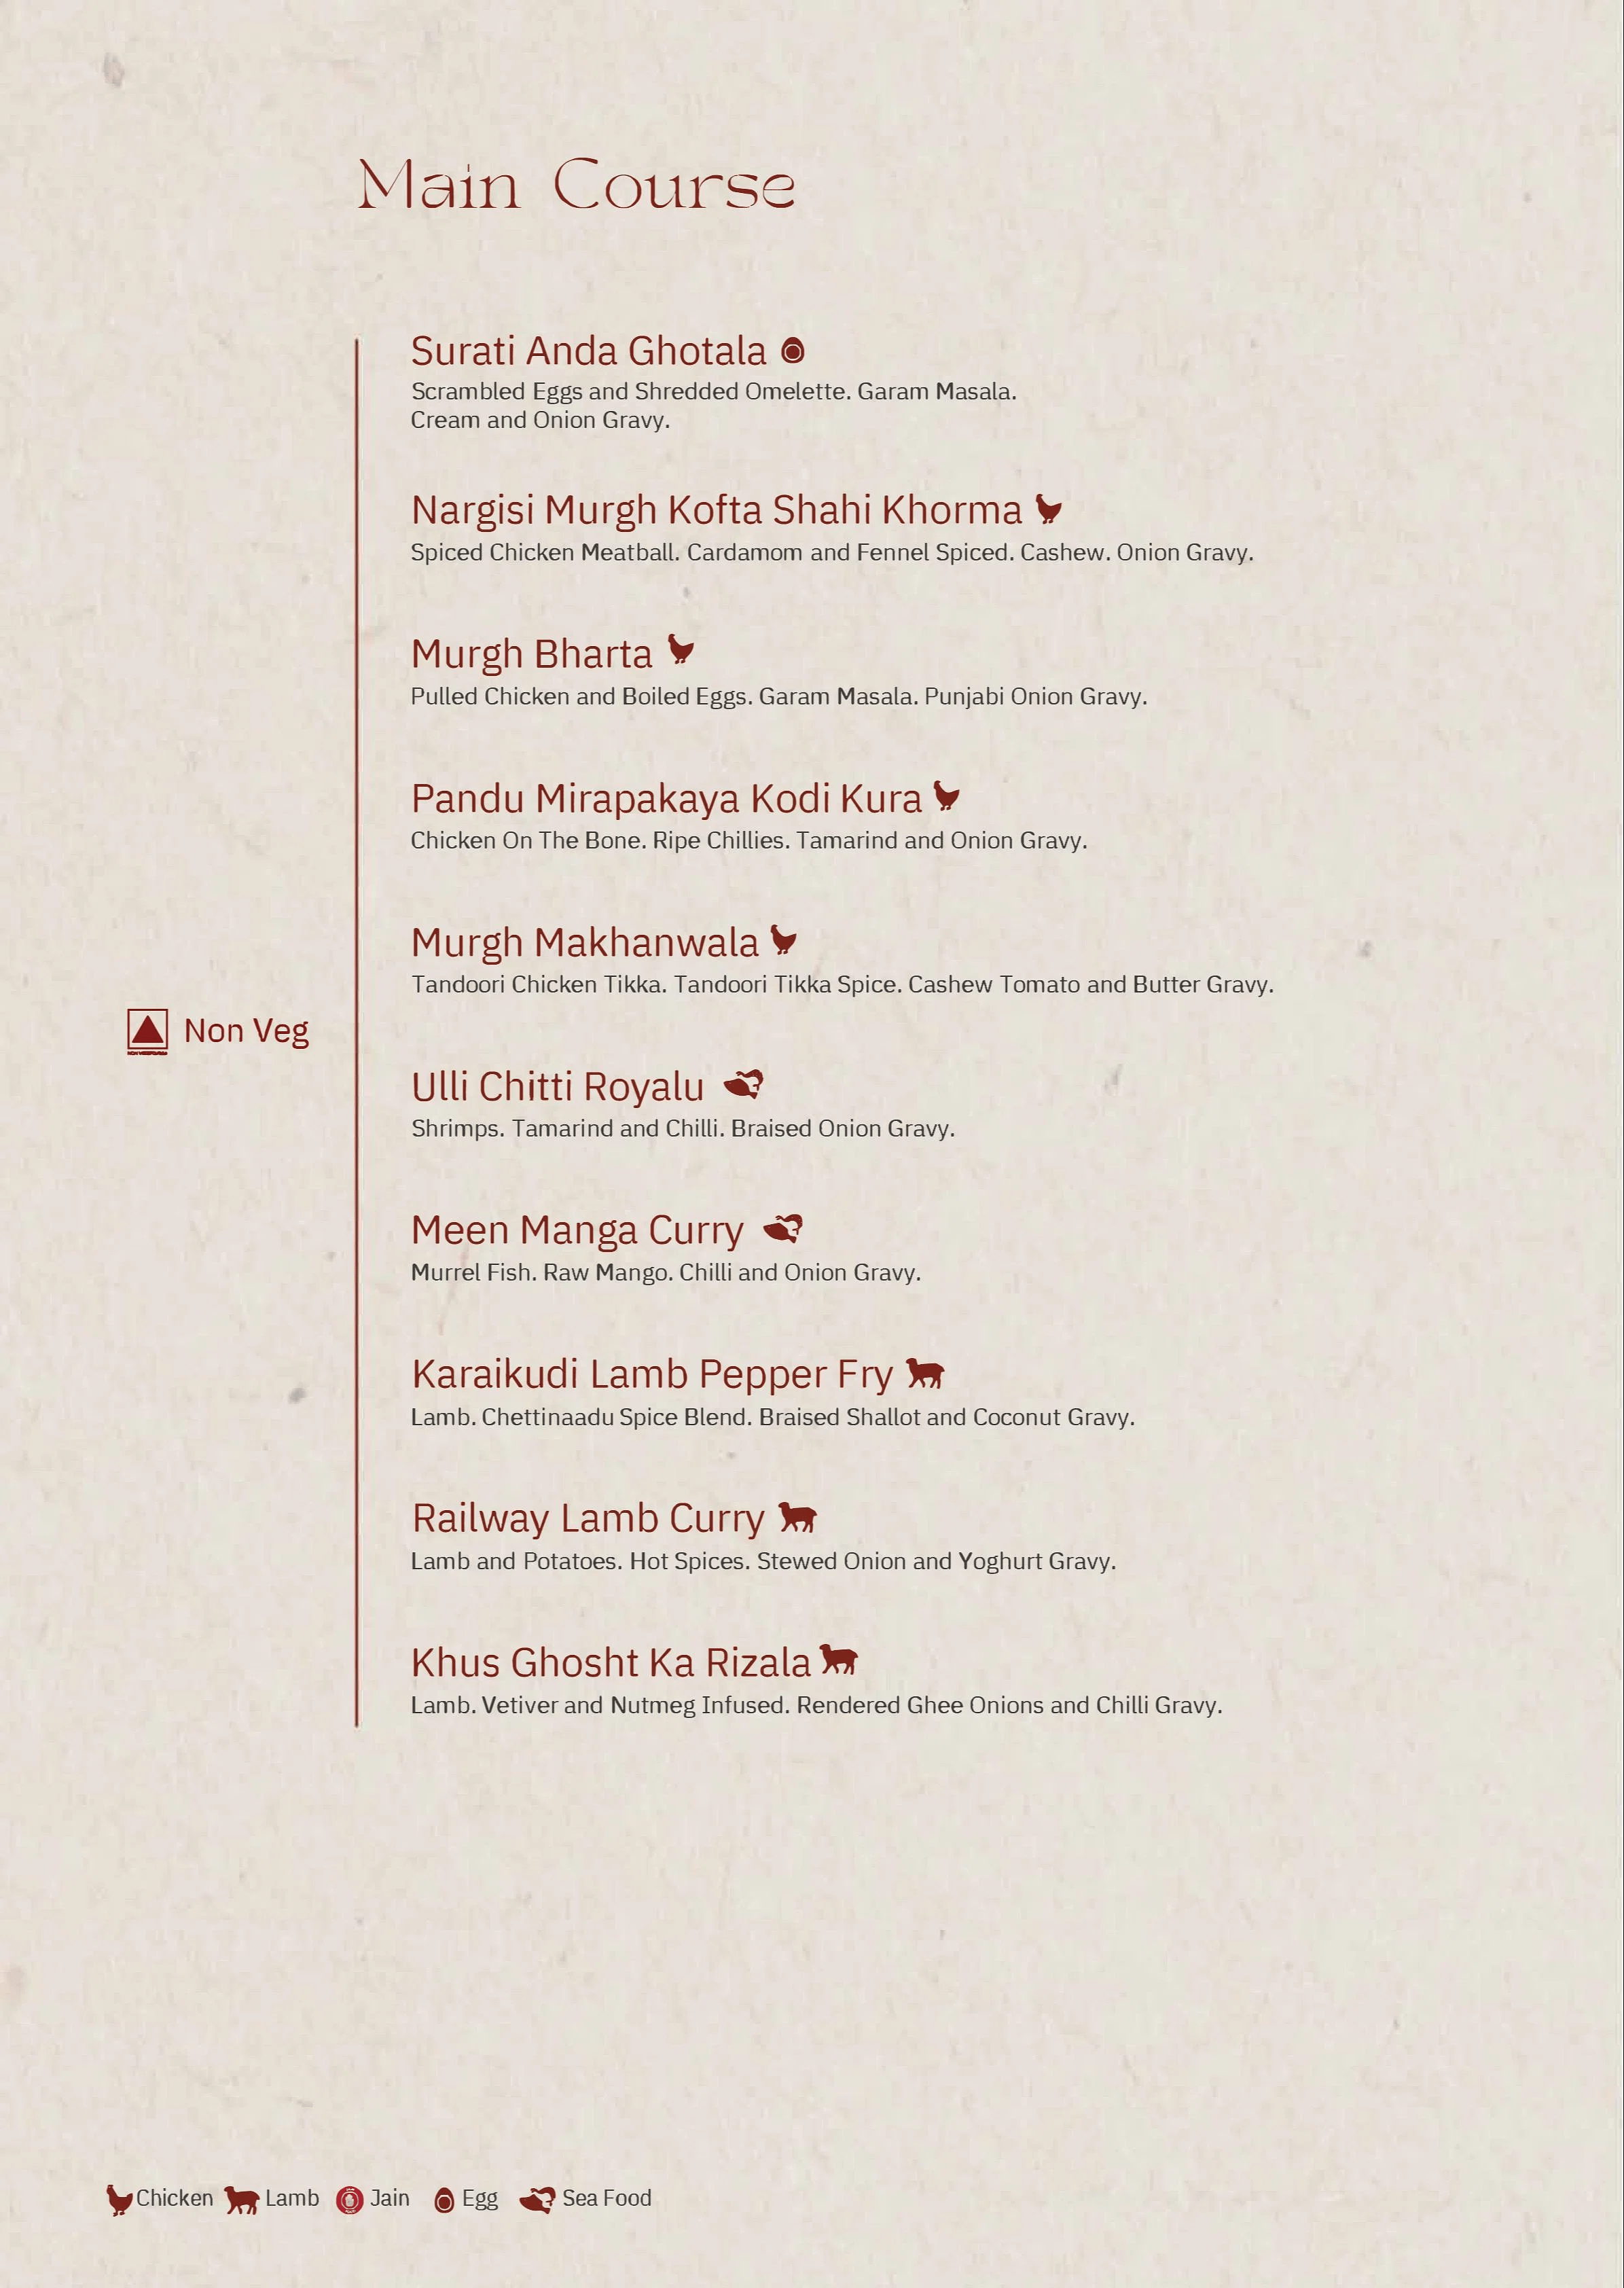 Main Course
Surati Anda Ghotala
Scrambled Eggs and Shredded Omelette. Garam Masala.
Cream and Onion Gravy.
Nargisi Murgh Kofta Shahi Khorma
Spiced Chicken Meatball. Cardamom and Fennel Spiced. Cashew. Onion Gravy.
Murgh Bharta
Pulled Chicken and Boiled Eggs. Garam Masala. Punjabi Onion Gravy.
Pandu Mirapakaya Kodi Kura
Chicken On The Bone. Ripe Chillies. Tamarind and Onion Gravy.
Murgh Makhanwala
Tandoori Chicken Tikka. Tandoori Tikka Spice. Cashew Tomato and Butter Gravy.
Non Veg
Ulli Chitti Royalu
Shrimps. Tamarind and Chilli. Braised Onion Gravy.
Meen Manga Curry
Murrel Fish. Raw Mango. Chilli and Onion Gravy.
Karaikudi Lamb Pepper Fry
Lamb. Chettinaadu Spice Blend. Braised Shallot and Coconut Gravy.
Railway Lamb Curry
Lamb and Potatoes. Hot Spices. Stewed Onion and Yoghurt Gravy.
Khus Ghosht Ka Rizala
Lamb. Vetiver and Nutmeg Infused. Rendered Ghee Onions and Chilli Gravy.
Chicken Lamb Jain Egg Sea Food